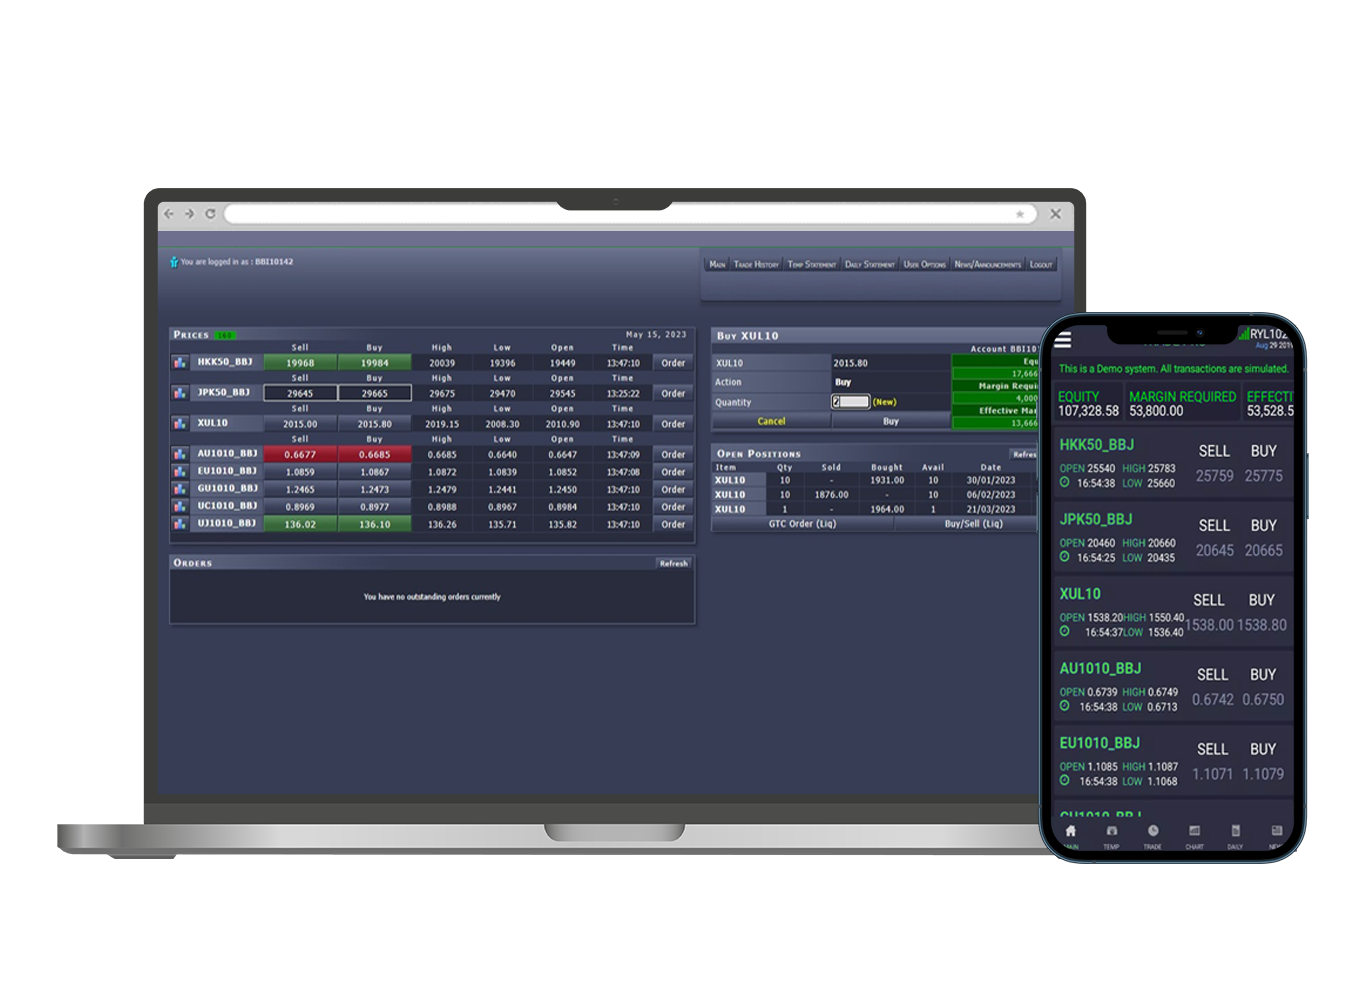 You are logged in as : BBI10142
Main Trade History Temp Statement Daily Statement User Options News/Announcements Logout
Prices 160 May 15, 2023
Sell Buy High Low Open Time
HKK50_BBJ 19968 19984 20039 19396 19449 13:47:10 Order
Sell Buy High Low Open Time
JPK50_BBJ 29645 29665 29675 29470 29545 13:25:22 Order
Sell Buy High Low Open Time
XUL10 2015.00 2015.80 2019.15 2008.30 2010.90 13:47:10 Order
Sell Buy High Low Open Time
AU1010_BBJ 0.6677 0.6685 0.6685 0.6640 0.6647 13:47:09 Order
EU1010_BBJ 1.0859 1.0867 1.0872 1.0839 1.0852 13:47:08 Order
GU1010_BBJ 1.2465 1.2473 1.2479 1.2441 1.2450 13:47:10 Order
UC1010_BBJ 0.8969 0.8977 0.8988 0.8967 0.8984 13:47:10 Order
UJ1010_BBJ 136.02 136.10 136.26 135.71 135.82 13:47:10 Order
Orders Refresh
You have no outstanding orders currently
Buy XUL10
Account BBI10
XUL10 2015.80
Action Buy
Quantity (New)
Cancel Buy
Equ
17,666
Margin Requi
4,000
Effective Mar
13,666
Open Positions Refres
Item Qty Sold Bought Avail Date
XUL10 10 - 1931.00 10 30/01/2023
XUL10 10 1876.00 - 10 06/02/2023
XUL10 1 - 1964.00 1 21/03/2023
GTC Order (Liq) Buy/Sell (Liq)
RYL102
Aug 29 201
This is a Demo system. All transactions are simulated.
EQUITY MARGIN REQUIRED EFFECTI
107,328.58 53,800.00 53,528.5
HKK50_BBJ SELL BUY
OPEN 25540 HIGH 25783
16:54:38 LOW 25660
25759 25775
JPK50_BBJ SELL BUY
OPEN 20460 HIGH 20660
16:54:25 LOW 20435
20645 20665
XUL10 SELL BUY
OPEN 1538.20 HIGH 1550.40
16:54:37 LOW 1536.40
1538.00 1538.80
AU1010_BBJ SELL BUY
OPEN 0.6739 HIGH 0.6749
16:54:38 LOW 0.6713
0.6742 0.6750
EU1010_BBJ SELL BUY
OPEN 1.1085 HIGH 1.1087
16:54:38 LOW 1.1068
1.1071 1.1079
GU1010_BBJ
MAIN TEMP TRADE CHART DAILY NEW